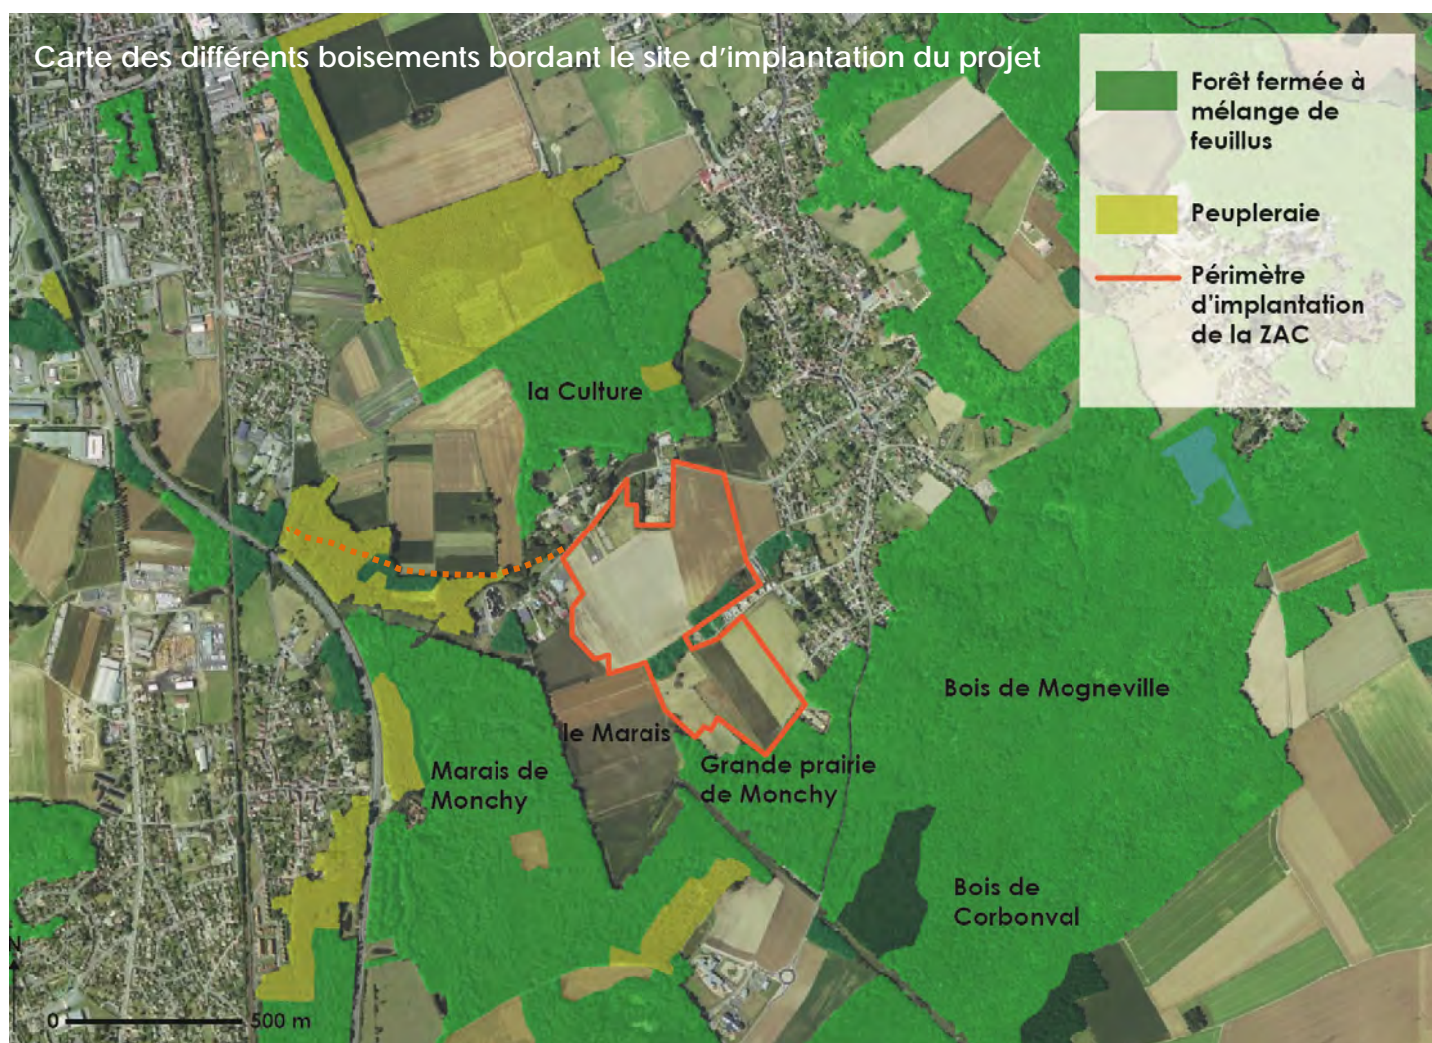 Carte des différents boisements bordant le site d'implantation du projet
Forêt fermée à
mélange de
feuillus
Peupleraie
Périmètre
d'implantation
de la ZAC
la Culture
Bois de Mogneville
le Marais
Marais de
Monchy
Grande prairie
de Monchy
Bois de
Corbonval
N
0
500 m